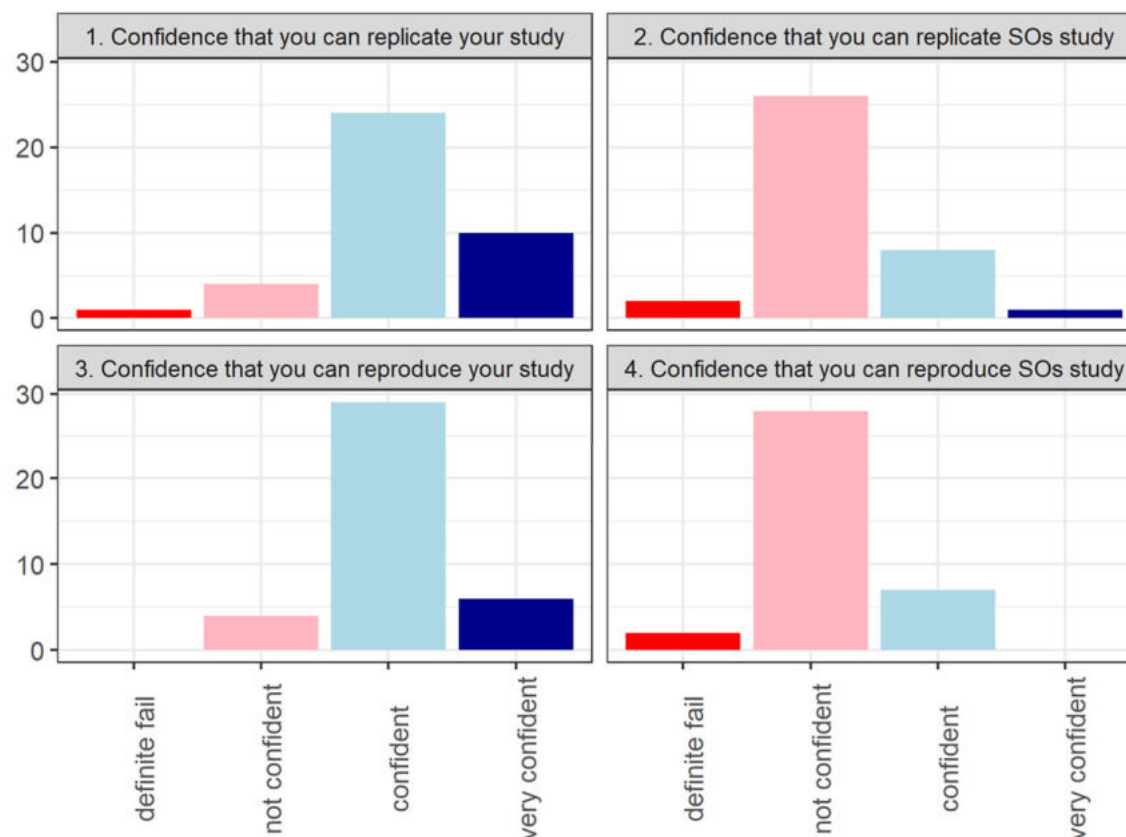 1. Confidence that you can replicate your study
2. Confidence that you can replicate SOs study
30
20
10
0
3. Confidence that you can reproduce your study
4. Confidence that you can reproduce SOs study
30
20
10
0
definite fail
not confident
confident
very confident
definite fail
not confident
confident
very confident